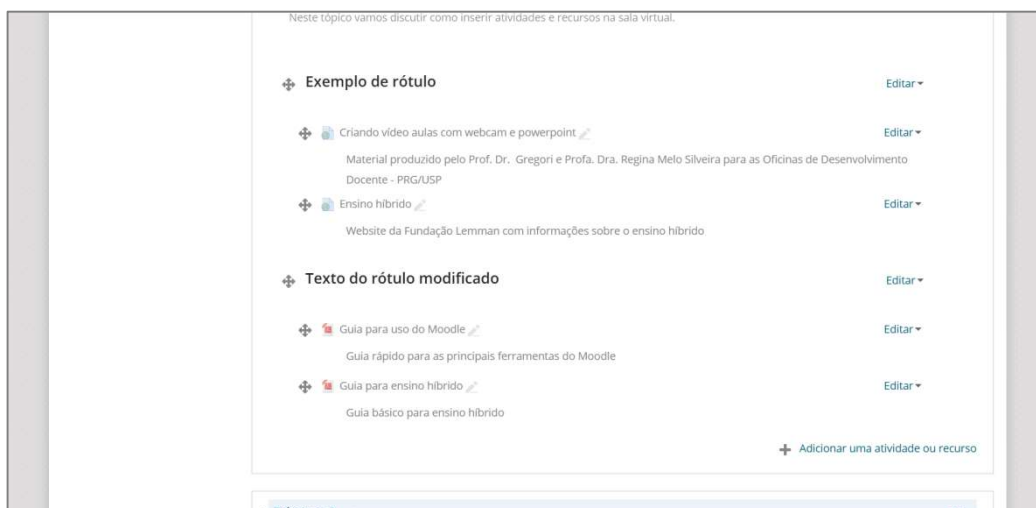 Neste tópico vamos discutir como inserir atividades e recursos na sala virtual.
Exemplo de rótulo
Editar
Criando vídeo aulas com webcam e powerpoint
Editar
Material produzido pelo Prof. Dr. Gregori e Profa. Dra. Regina Melo Silveira para as Oficinas de Desenvolvimento
Docente - PRG/USP
Ensino híbrido
Editar
Website da Fundação Lemman com informações sobre o ensino híbrido
Texto do rótulo modificado
Editar
Guia para uso do Moodle
Editar
Guia rápido para as principais ferramentas do Moodle
Guia para ensino híbrido
Editar
Guia básico para ensino híbrido
Adicionar uma atividade ou recurso